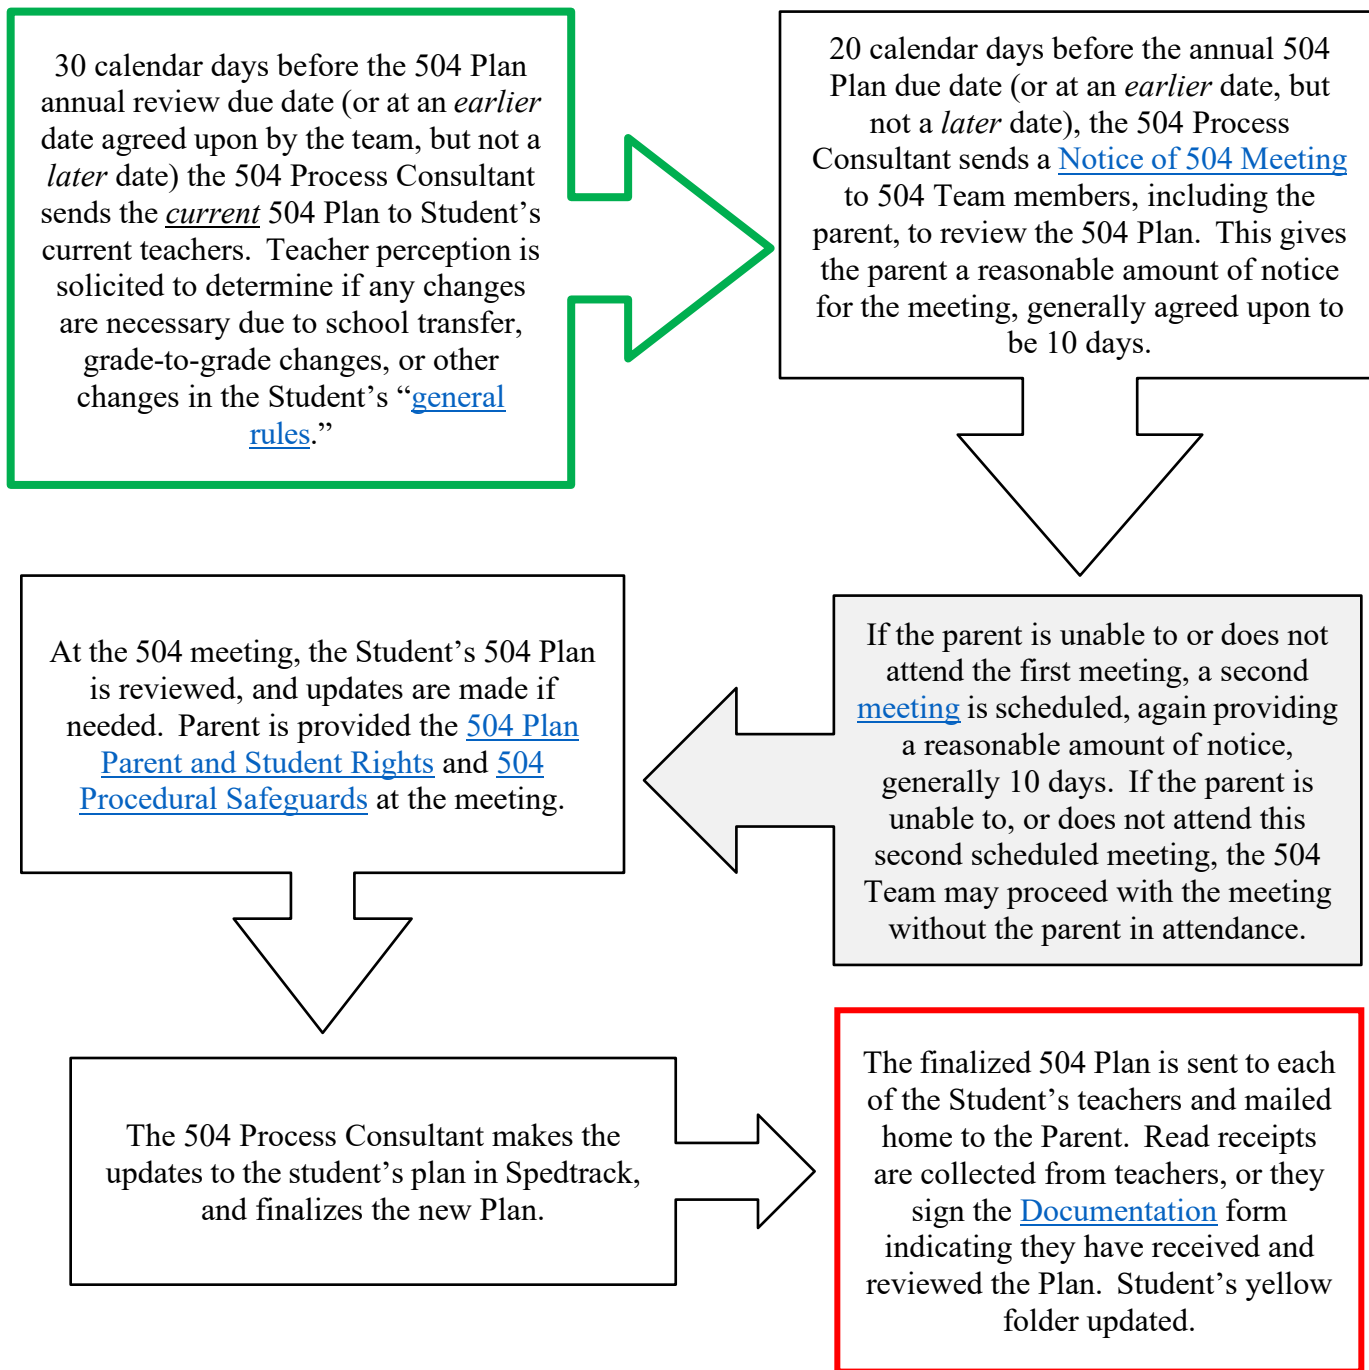 30 calendar days before the 504 Plan
annual review due date (or at an earlier
date agreed upon by the team, but not a
later date) the 504 Process Consultant
sends the current 504 Plan to Student’s
current teachers.  Teacher perception is
solicited to determine if any changes
are necessary due to school transfer,
grade-to-grade changes, or other
changes in the Student’s “general
rules.”
20 calendar days before the annual 504
Plan due date (or at an earlier date, but
not a later date), the 504 Process
Consultant sends a Notice of 504 Meeting
to 504 Team members, including the
parent, to review the 504 Plan.  This gives
the parent a reasonable amount of notice
for the meeting, generally agreed upon to
be 10 days.
If the parent is unable to or does not
attend the first meeting, a second
meeting is scheduled, again providing
a reasonable amount of notice,
generally 10 days.  If the parent is
unable to, or does not attend this
second scheduled meeting, the 504
Team may proceed with the meeting
without the parent in attendance.
At the 504 meeting, the Student’s 504 Plan
is reviewed, and updates are made if
needed.  Parent is provided the 504 Plan
Parent and Student Rights and 504
Procedural Safeguards at the meeting.
The 504 Process Consultant makes the
updates to the student’s plan in Spedtrack,
and finalizes the new Plan.
The finalized 504 Plan is sent to each
of the Student’s teachers and mailed
home to the Parent.  Read receipts
are collected from teachers, or they
sign the Documentation form
indicating they have received and
reviewed the Plan.  Student’s yellow
folder updated.